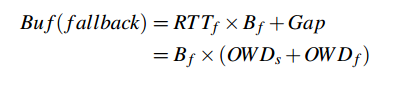 Buf(fallback) = RTT_f × B_f + Gap
= B_f × (OWD_s + OWD_f)